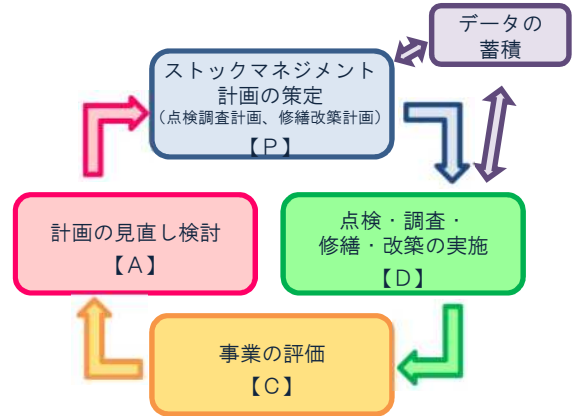 データの
蓄積
ストックマネジメント
計画の策定
（点検調査計画、修繕改築計画）
【P】
点検・調査・
修繕・改築の実施
【D】
計画の見直し検討
【A】
事業の評価
【C】